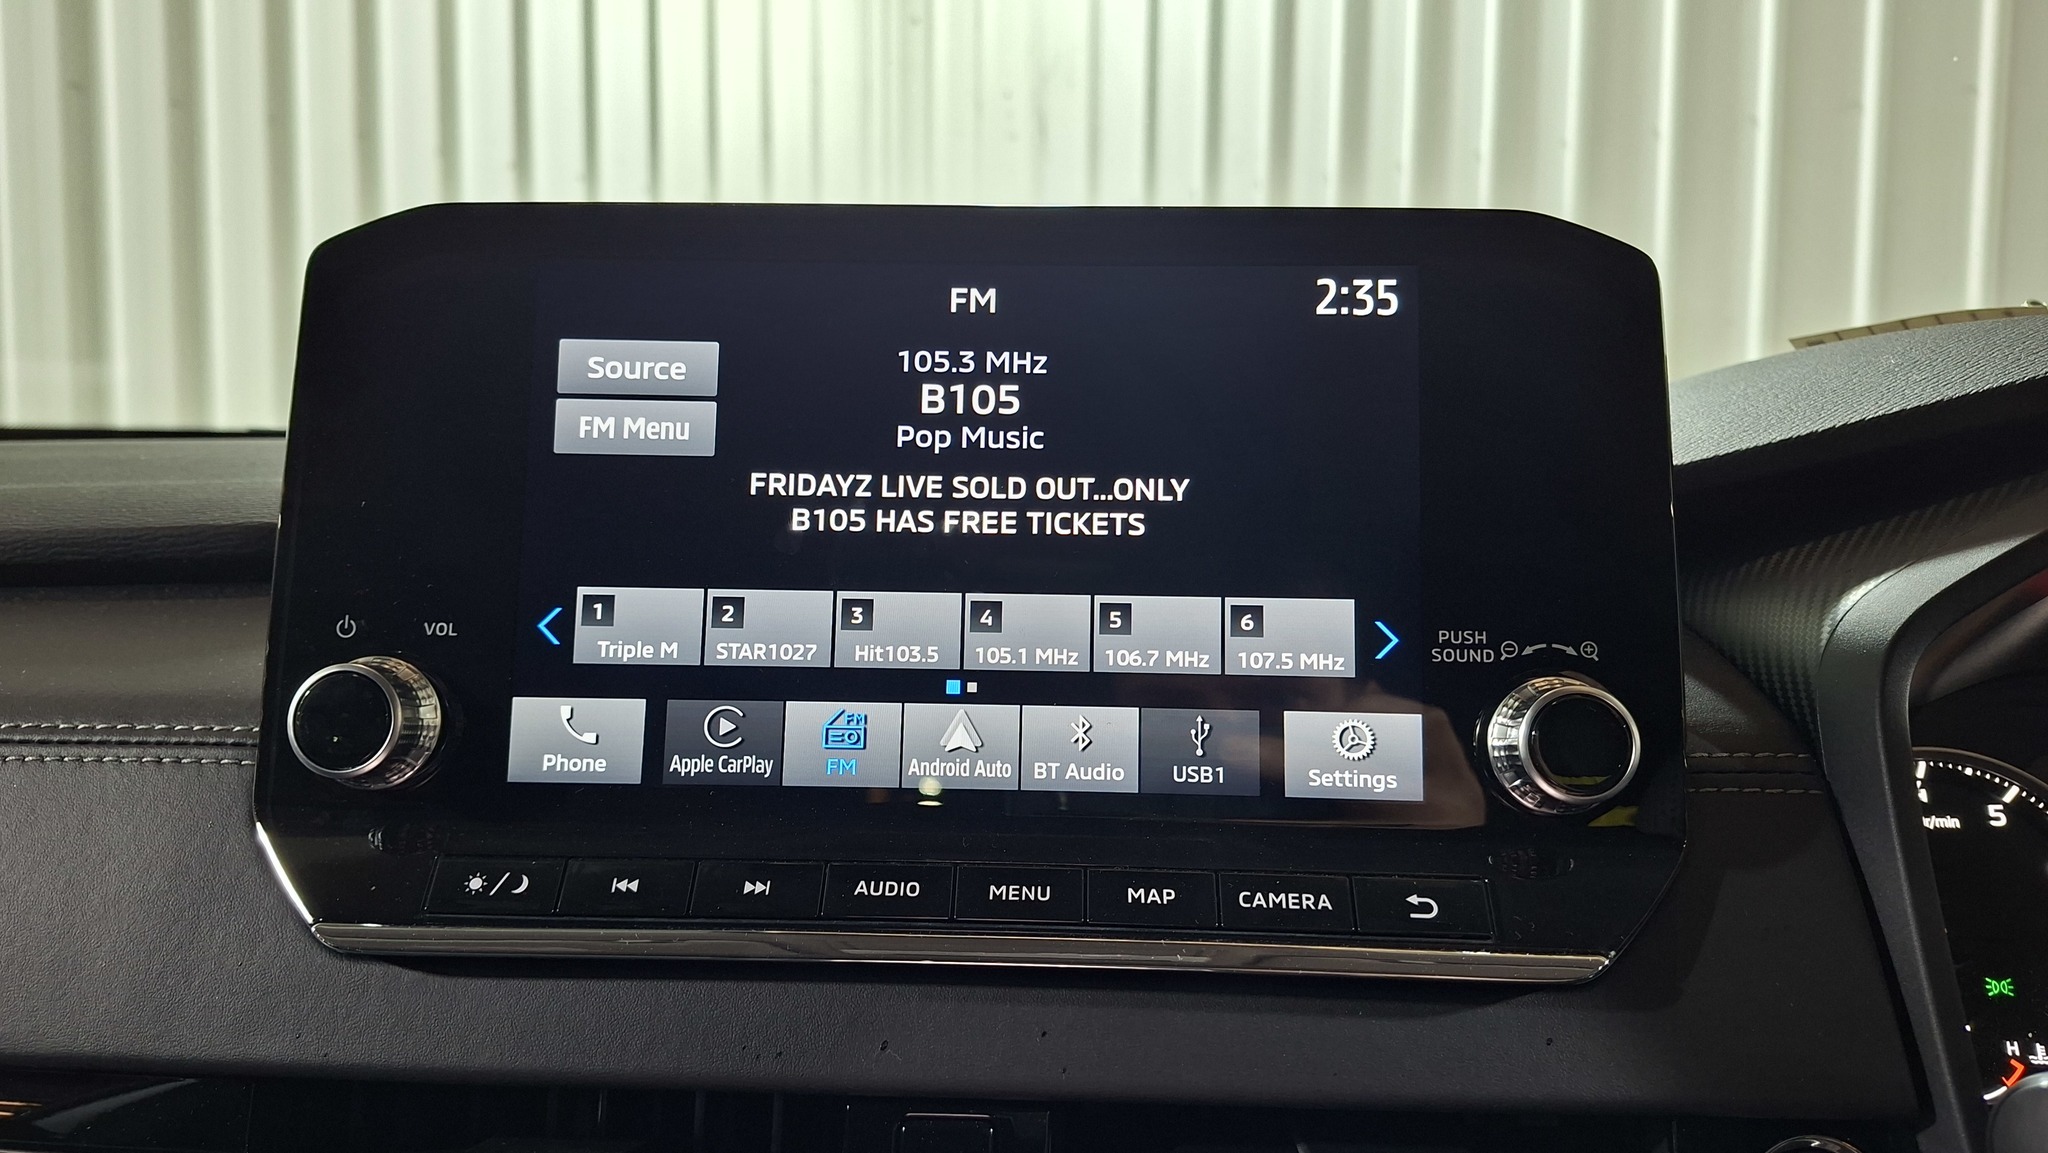 FM
2:35
Source
FM Menu
105.3 MHz
B105
Pop Music
FRIDAYZ LIVE SOLD OUT...ONLY
B105 HAS FREE TICKETS
VOL
PUSH
SOUND
1
Triple M
2
STAR1027
3
Hit103.5
4
105.1 MHz
5
106.7 MHz
6
107.5 MHz
Phone
Apple CarPlay
FM
FM
Android Auto
BT Audio
USB1
Settings
AUDIO
MENU
MAP
CAMERA
5
r/min
H